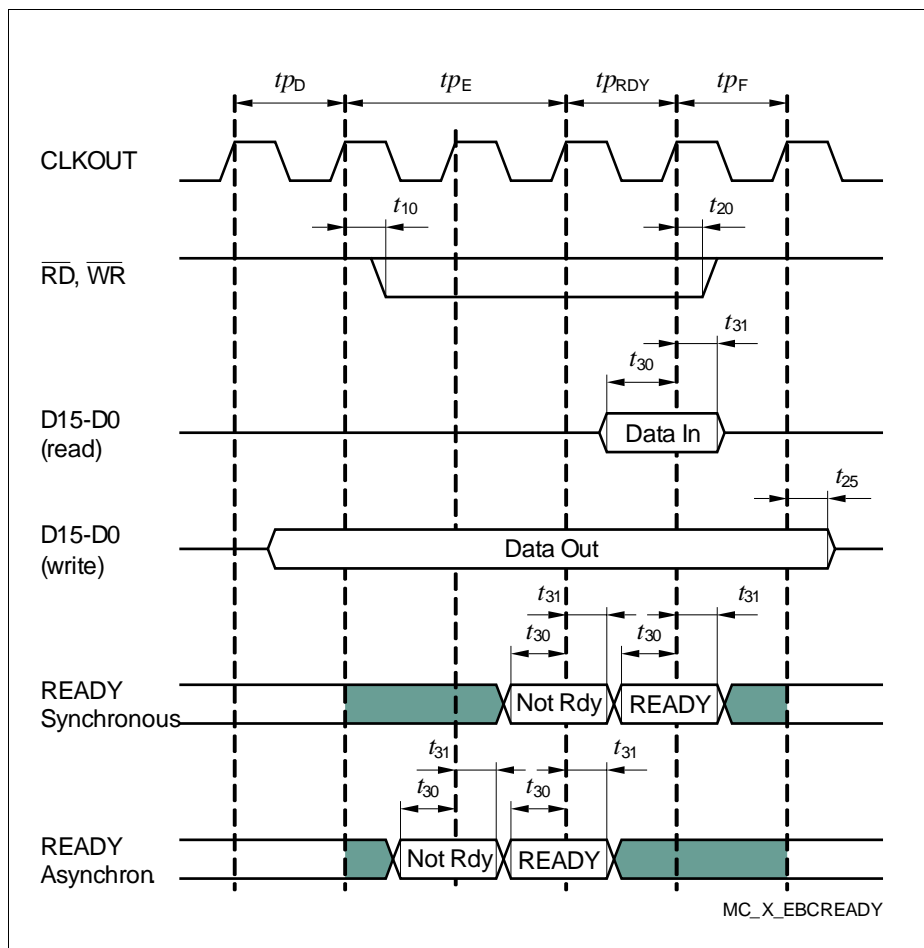 tpD tpE tpRDY tpF
CLKOUT
t10 t20
RD, WR
t31
t30
D15-D0
(read)
Data In
t25
D15-D0
(write)
Data Out
t31 t31
t30 t30
READY
Synchronous
Not Rdy READY
t31 t31
t30 t30
READY
Asynchron.
Not Rdy READY
MC_X_EBCREADY